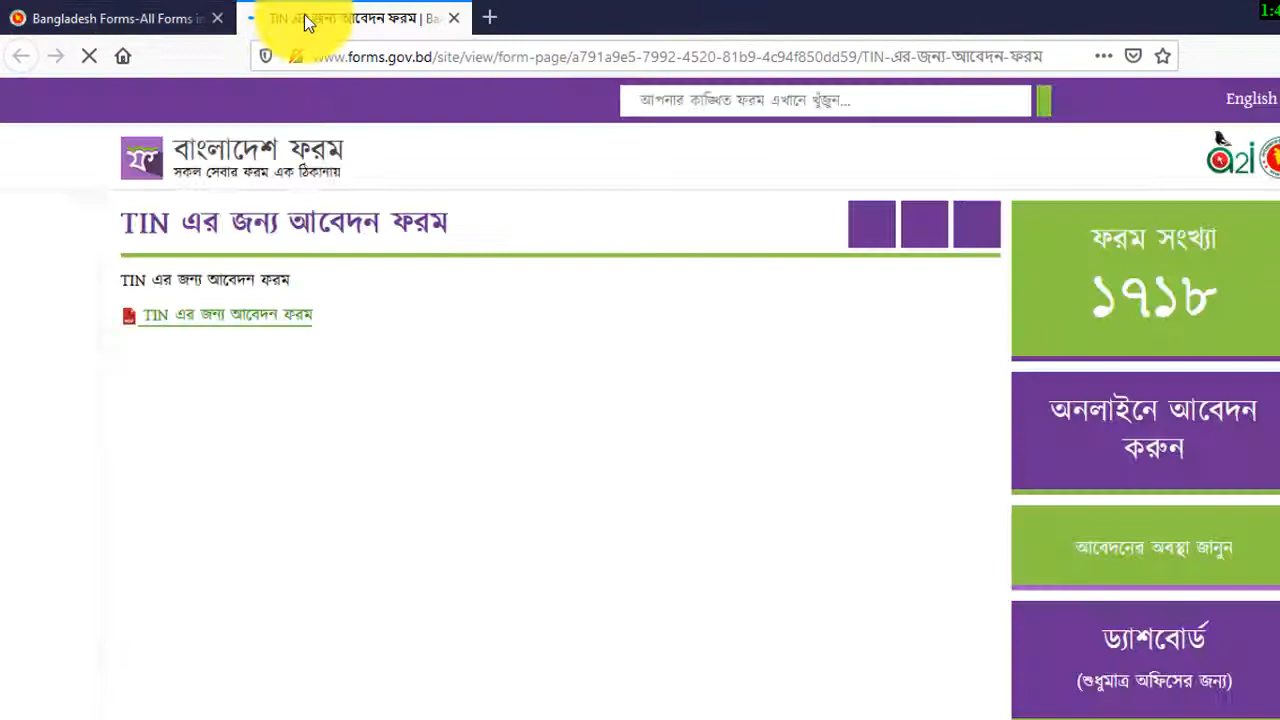 1:4
Bangladesh Forms-All Forms in
TIN এর জন্য আবেদন ফরম | Ba
www.forms.gov.bd/site/view/form-page/a791a9e5-7992-4520-81b9-4c94f850dd59/TIN-এর-জন্য-আবেদন-ফরম
আপনার কাঙ্খিত ফরম এখানে খুঁজুন...
English
ফ
বাংলাদেশ ফরম
সকল সেবার ফরম এক ঠিকানায়
a2i
TIN এর জন্য আবেদন ফরম
TIN এর জন্য আবেদন ফরম
TIN এর জন্য আবেদন ফরম
ফরম সংখ্যা
১৭১৮
অনলাইনে আবেদন
করুন
আবেদনের অবস্থা জানুন
ড্যাশবোর্ড
(শুধুমাত্র অফিসের জন্য)